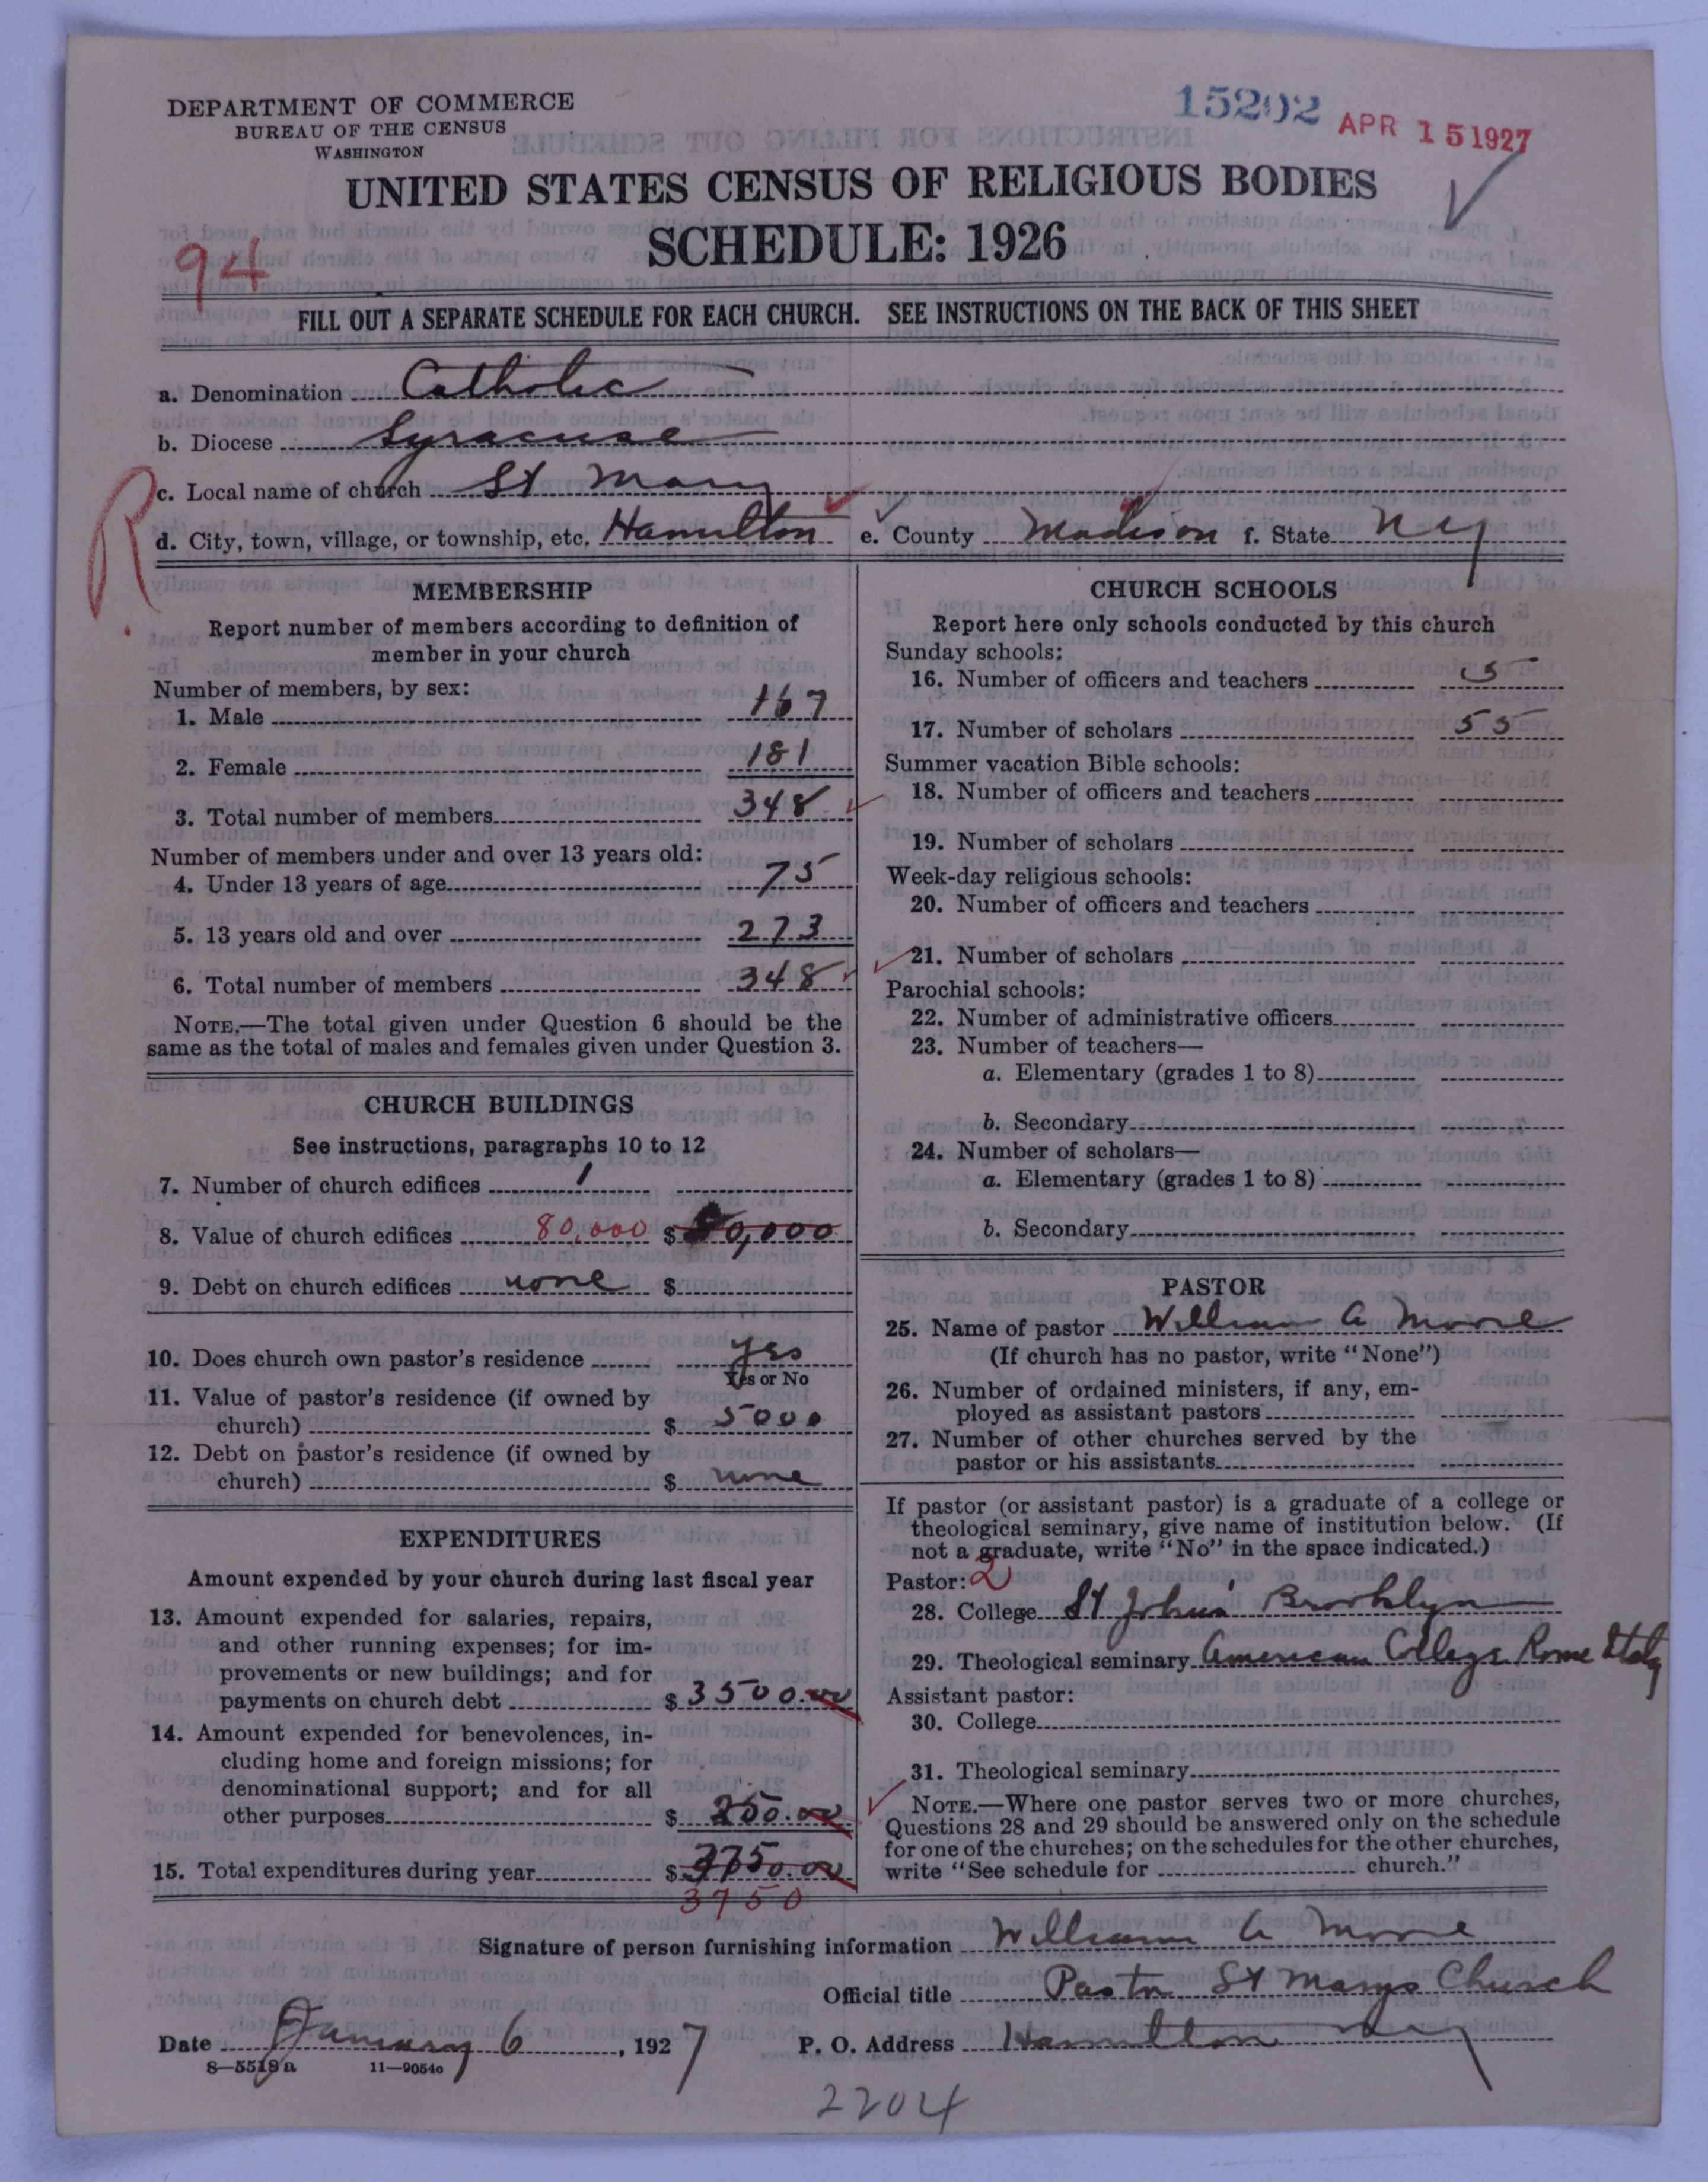 DEPARTMENT OF COMMERCE
BUREAU OF THE CENSUS
WASHINGTON
15202
APR 15 1927
UNITED STATES CENSUS OF RELIGIOUS BODIES
SCHEDULE: 1926
94
FILL OUT A SEPARATE SCHEDULE FOR EACH CHURCH. SEE INSTRUCTIONS ON THE BACK OF THIS SHEET
a. Denomination Catholic
b. Diocese Syracuse
c. Local name of church St Mary
R
d. City, town, village, or township, etc. Hamilton e. County Madison f. State N Y
MEMBERSHIP
Report number of members according to definition of
member in your church
Number of members, by sex:
1. Male 167
2. Female 181
3. Total number of members 348
Number of members under and over 13 years old:
4. Under 13 years of age 75
5. 13 years old and over 273
6. Total number of members 348
NOTE.—The total given under Question 6 should be the
same as the total of males and females given under Question 3.
CHURCH BUILDINGS
See instructions, paragraphs 10 to 12
7. Number of church edifices 1
8. Value of church edifices 80,000 $ 80,000
9. Debt on church edifices none $
10. Does church own pastor's residence yes
Yes or No
11. Value of pastor's residence (if owned by
church) $ 5000
12. Debt on pastor's residence (if owned by
church) $ none
EXPENDITURES
Amount expended by your church during last fiscal year
13. Amount expended for salaries, repairs,
and other running expenses; for im-
provements or new buildings; and for
payments on church debt $ 3500.00
14. Amount expended for benevolences, in-
cluding home and foreign missions; for
denominational support; and for all
other purposes $ 250.00
15. Total expenditures during year $ 3750.00
3750
CHURCH SCHOOLS
Report here only schools conducted by this church
Sunday schools:
16. Number of officers and teachers 5
17. Number of scholars 55
Summer vacation Bible schools:
18. Number of officers and teachers
19. Number of scholars
Week-day religious schools:
20. Number of officers and teachers
21. Number of scholars
Parochial schools:
22. Number of administrative officers
23. Number of teachers—
a. Elementary (grades 1 to 8)
b. Secondary
24. Number of scholars—
a. Elementary (grades 1 to 8)
b. Secondary
PASTOR
25. Name of pastor William A Moore
(If church has no pastor, write "None")
26. Number of ordained ministers, if any, em-
ployed as assistant pastors
27. Number of other churches served by the
pastor or his assistants
If pastor (or assistant pastor) is a graduate of a college or
theological seminary, give name of institution below. (If
not a graduate, write "No" in the space indicated.)
Pastor: 2
28. College St John's Brooklyn
29. Theological seminary American College Rome Italy
Assistant pastor:
30. College
31. Theological seminary
NOTE.—Where one pastor serves two or more churches,
Questions 28 and 29 should be answered only on the schedule
for one of the churches; on the schedules for the other churches,
write "See schedule for church."
Signature of person furnishing information William A Moore
Official title Pastor St Marys Church
Date January 6, 1927 P. O. Address Hamilton N Y
8—5518a 11—9054c
2204